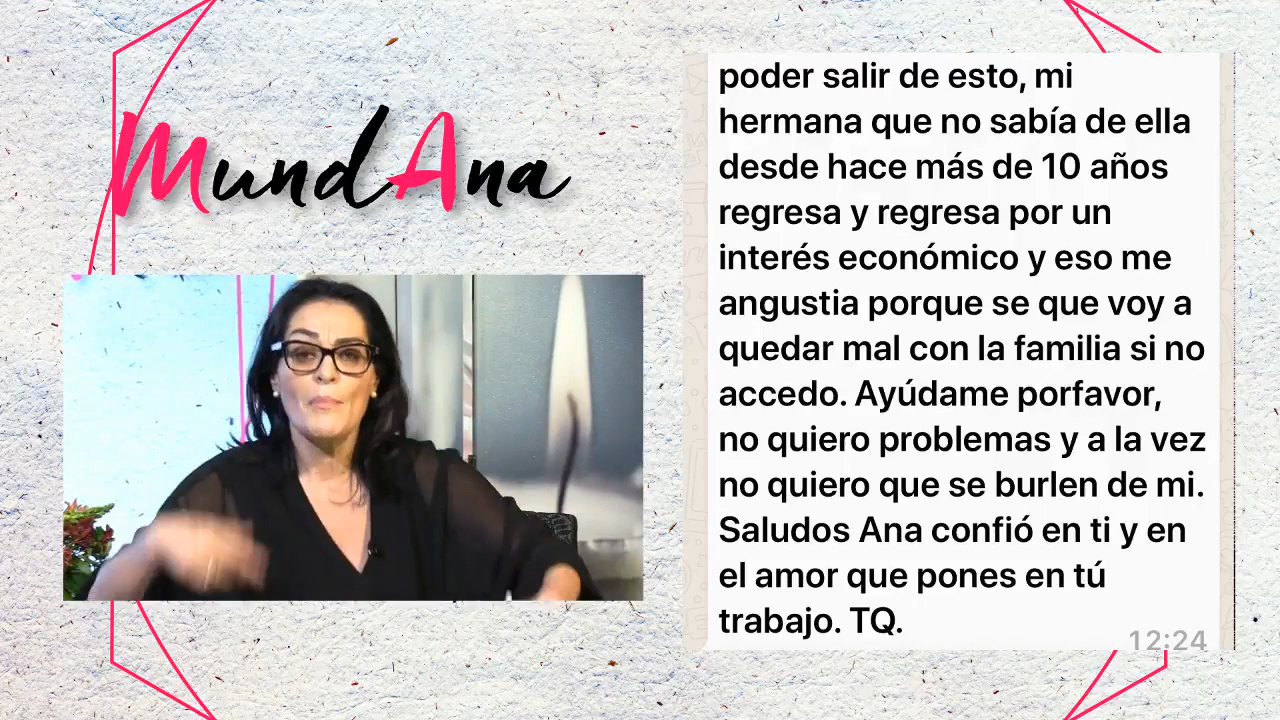 MundAna
poder salir de esto, mi
hermana que no sabía de ella
desde hace más de 10 años
regresa y regresa por un
interés económico y eso me
angustia porque se que voy a
quedar mal con la familia si no
accedo. Ayúdame porfavor,
no quiero problemas y a la vez
no quiero que se burlen de mi.
Saludos Ana confió en ti y en
el amor que pones en tú
trabajo. TQ.
12:24